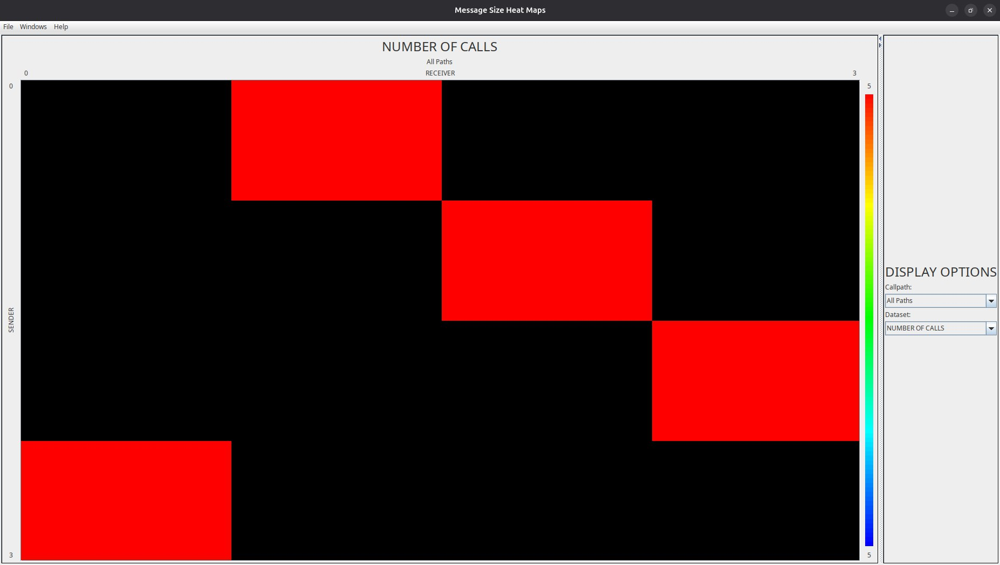 Message Size Heat Maps
File Windows Help
NUMBER OF CALLS
All Paths
0 RECEIVER 3
0
5
SENDER
3
5
DISPLAY OPTIONS
Callpath:
All Paths
Dataset:
NUMBER OF CALLS